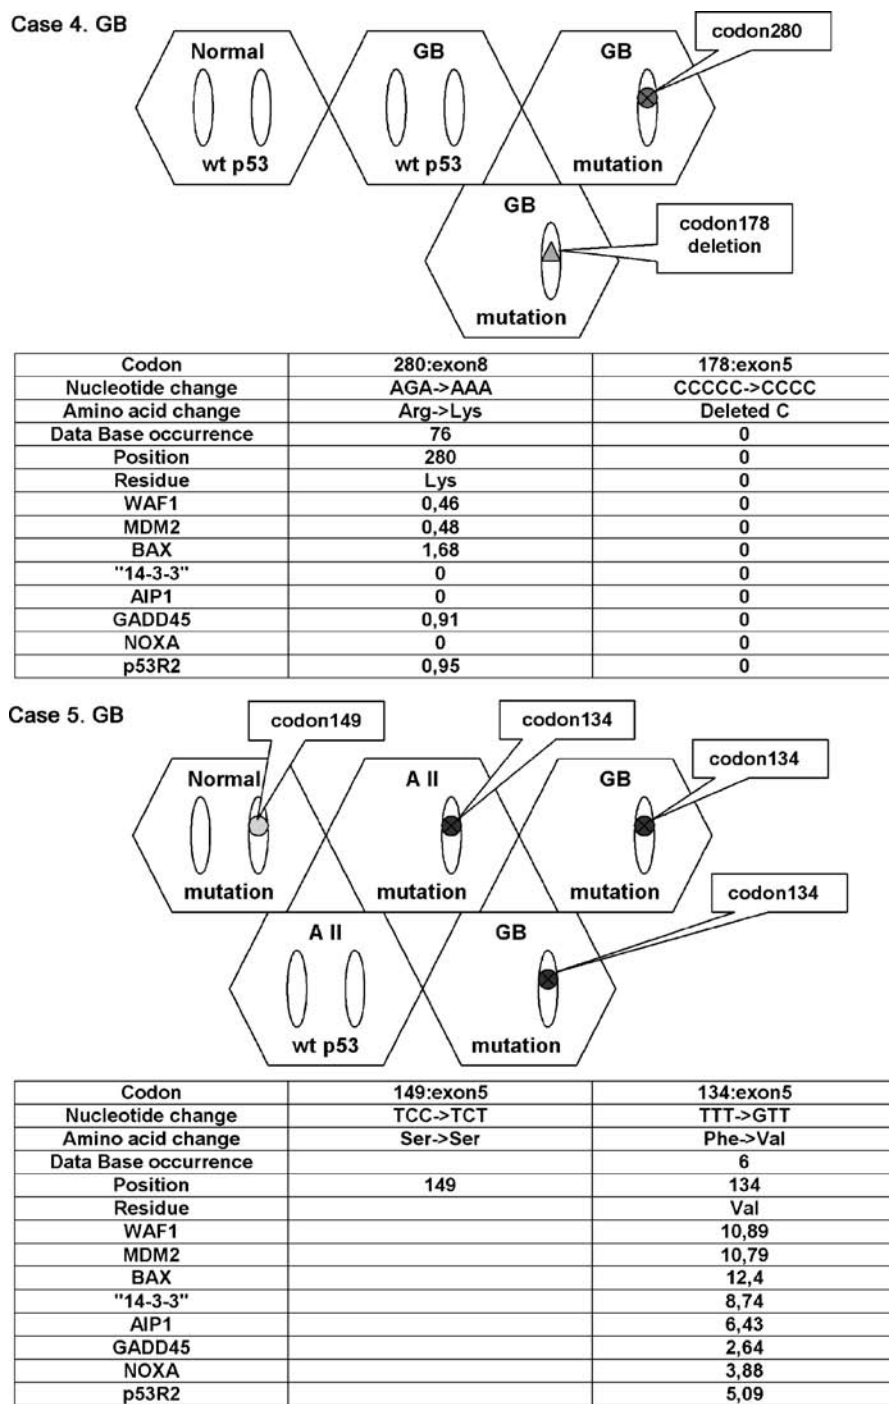 Case 4. GB
Normal
GB
GB
codon280
wt p53
wt p53
mutation
GB
codon178
deletion
mutation
Codon 280:exon8 178:exon5
Nucleotide change AGA->AAA CCCCC->CCCC
Amino acid change Arg->Lys Deleted C
Data Base occurrence 76 0
Position 280 0
Residue Lys 0
WAF1 0,46 0
MDM2 0,48 0
BAX 1,68 0
"14-3-3" 0 0
AIP1 0 0
GADD45 0,91 0
NOXA 0 0
p53R2 0,95 0
Case 5. GB
codon149
codon134
codon134
Normal
A II
GB
mutation
mutation
mutation
codon134
A II
GB
wt p53
mutation
Codon 149:exon5 134:exon5
Nucleotide change TCC->TCT TTT->GTT
Amino acid change Ser->Ser Phe->Val
Data Base occurrence 6
Position 149 134
Residue Val
WAF1 10,89
MDM2 10,79
BAX 12,4
"14-3-3" 8,74
AIP1 6,43
GADD45 2,64
NOXA 3,88
p53R2 5,09